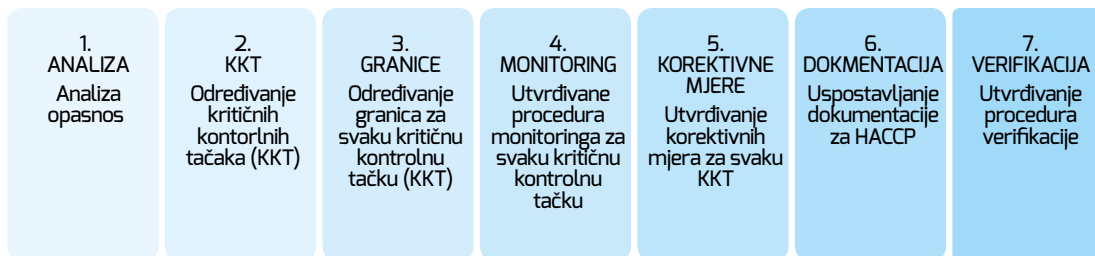 1.
ANALIZA
Analiza
opasnos
2.
KKT
Određivanje
kritičnih
kontorlnih
tačaka (KKT)
3.
GRANICE
Određivanje
granica za
svaku kritičnu
kontrolnu
tačku (KKT)
4.
MONITORING
Utvrđivane
procedura
monitoringa za
svaku kritičnu
kontrolnu
tačku
5.
KOREKTIVNE
MJERE
Utvrđivanje
korektivnih
mjera za svaku
KKT
6.
DOKMENTACIJA
Uspostavljanje
dokumentacije
za HACCP
7.
VERIFIKACIJA
Utvrđivanje
procedura
verifikacije